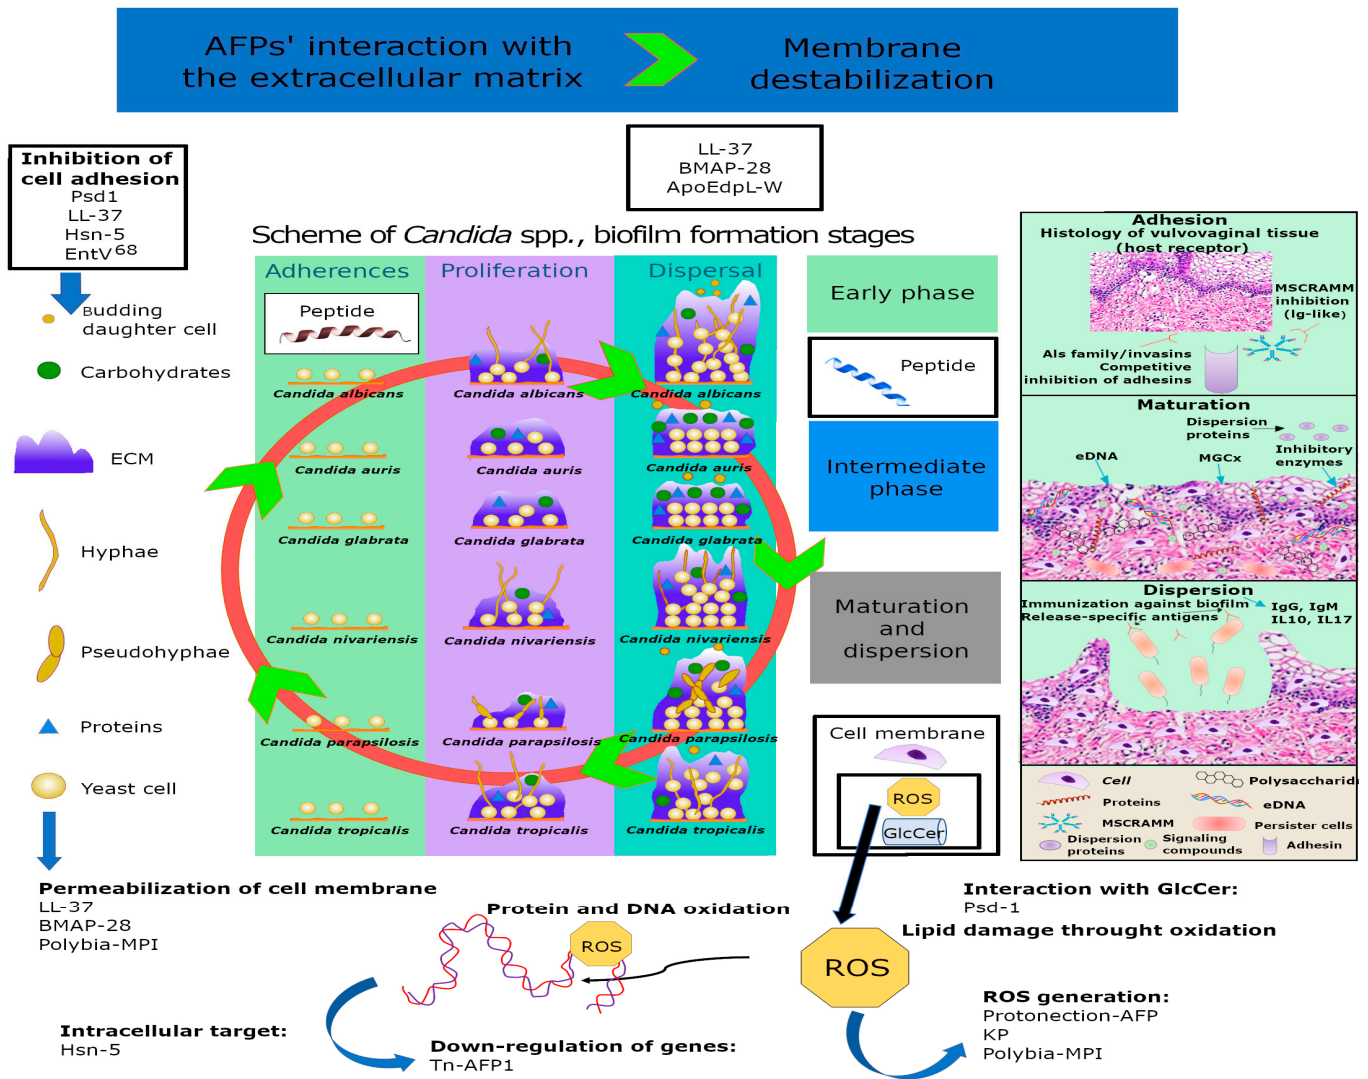 AFPs' interaction with
the extracellular matrix
Membrane
destabilization
LL-37
BMAP-28
ApoEdpL-W
Inhibition of
cell adhesion
Psd1
LL-37
Hsn-5
EntV68
Budding
daughter cell
Carbohydrates
ECM
Hyphae
Pseudohyphae
Proteins
Yeast cell
Scheme of Candida spp., biofilm formation stages
Adherences
Proliferation
Dispersal
Peptide
Candida albicans
Candida albicans
Candida albicans
Candida auris
Candida auris
Candida auris
Candida glabrata
Candida glabrata
Candida glabrata
Candida nivariensis
Candida nivariensis
Candida nivariensis
Candida parapsilosis
Candida parapsilosis
Candida parapsilosis
Candida tropicalis
Candida tropicalis
Candida tropicalis
Early phase
Peptide
Intermediate
phase
Maturation
and
dispersion
Cell membrane
ROS
GlcCer
Adhesion
Histology of vulvovaginal tissue
(host receptor)
MSCRAMM
inhibition
(Ig-like)
Als family/invasins
Competitive
inhibition of adhesins
Maturation
Dispersion
proteins
Inhibitory
enzymes
eDNA
MGCx
Dispersion
Immunization against biofilm
Release-specific antigens
IgG, IgM
IL10, IL17
Cell
Polysaccharide
Proteins
eDNA
MSCRAMM
Persister cells
Dispersion
proteins
Signaling
compounds
Adhesin
Permeabilization of cell membrane
LL-37
BMAP-28
Polybia-MPI
Protein and DNA oxidation
ROS
Interaction with GlcCer:
Psd-1
Lipid damage throught oxidation
ROS
ROS generation:
Protonection-AFP
KP
Polybia-MPI
Intracellular target:
Hsn-5
Down-regulation of genes:
Tn-AFP1